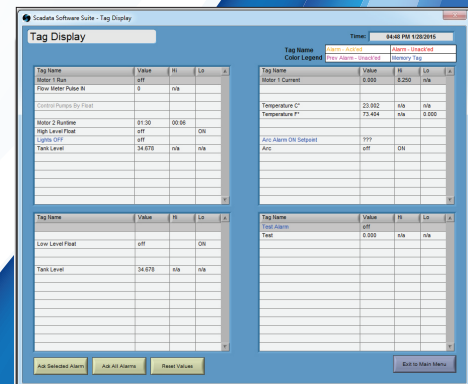 Scadata Software Suite - Tag Display
Tag Display
Time: 04:48 PM 1/28/2015
Tag Name Alarm - Ack'ed Alarm - Unack'ed
Color Legend Prev Alarm - Unack'ed Memory Tag
Tag Name Value Hi Lo
Motor 1 Run off
Flow Meter Pulse IN 0 n/a
Control Pumps By Float
Motor 2 Runtime 01:30 00:06
High Level Float off ON
Lights OFF off
Tank Level 34.678 n/a n/a
Tag Name Value Hi Lo
Motor 1 Current 0.000 8.250 n/a
Temperature C° 23.002 n/a n/a
Temperature F° 73.404 n/a 0.000
Arc Alarm ON Setpoint ???
Arc off ON
Tag Name Value Hi Lo
Low Level Float off ON
Tank Level 34.678 n/a n/a
Tag Name Value Hi Lo
Test Alarm off
Test 0.000 n/a n/a
Ack Selected Alarm Ack All Alarms Reset Values Exit to Main Menu